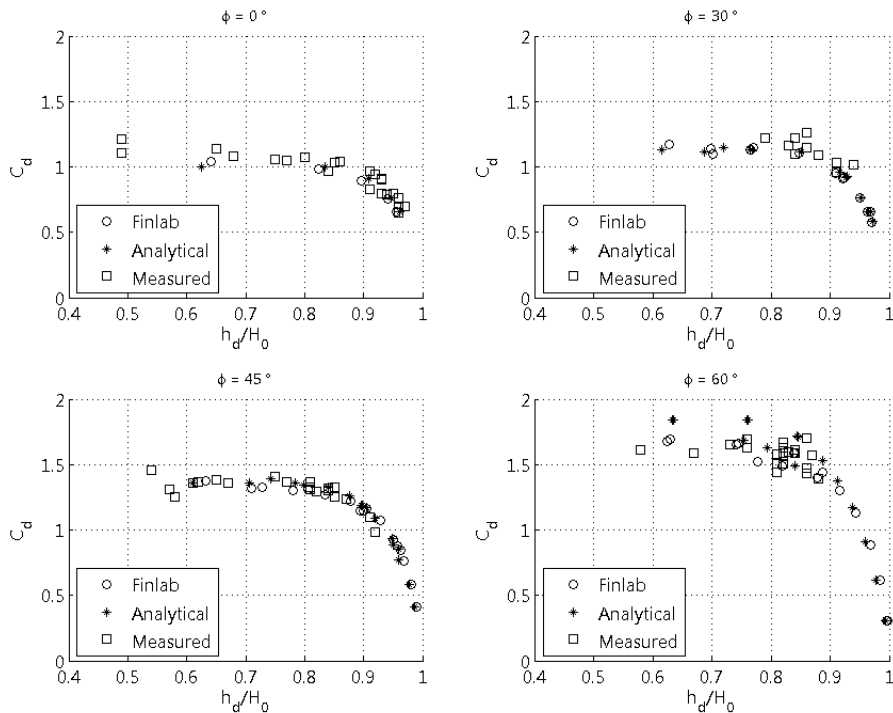 ϕ = 0°
2
1.5
1
0.5
0
C_d
Finlab
Analytical
Measured
0.4 0.5 0.6 0.7 0.8 0.9 1
h_d/H_0
ϕ = 30°
2
1.5
1
0.5
0
C_d
Finlab
Analytical
Measured
0.4 0.5 0.6 0.7 0.8 0.9 1
h_d/H_0
ϕ = 45°
2
1.5
1
0.5
0
C_d
Finlab
Analytical
Measured
0.4 0.5 0.6 0.7 0.8 0.9 1
h_d/H_0
ϕ = 60°
2
1.5
1
0.5
0
C_d
Finlab
Analytical
Measured
0.4 0.5 0.6 0.7 0.8 0.9 1
h_d/H_0